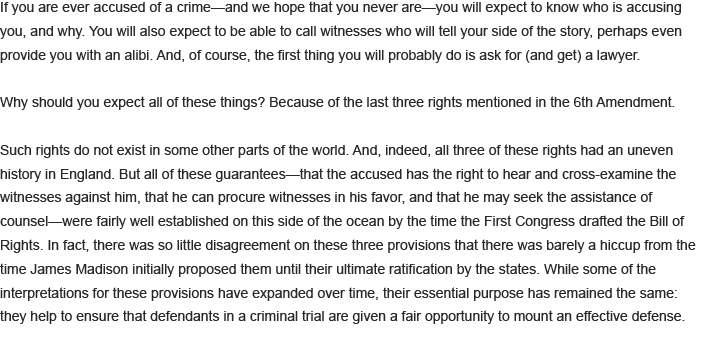 If you are ever accused of a crime—and we hope that you never are—you will expect to know who is accusing
you, and why. You will also expect to be able to call witnesses who will tell your side of the story, perhaps even
provide you with an alibi. And, of course, the first thing you will probably do is ask for (and get) a lawyer.
Why should you expect all of these things? Because of the last three rights mentioned in the 6th Amendment.
Such rights do not exist in some other parts of the world. And, indeed, all three of these rights had an uneven
history in England. But all of these guarantees—that the accused has the right to hear and cross-examine the
witnesses against him, that he can procure witnesses in his favor, and that he may seek the assistance of
counsel—were fairly well established on this side of the ocean by the time the First Congress drafted the Bill of
Rights. In fact, there was so little disagreement on these three provisions that there was barely a hiccup from the
time James Madison initially proposed them until their ultimate ratification by the states. While some of the
interpretations for these provisions have expanded over time, their essential purpose has remained the same:
they help to ensure that defendants in a criminal trial are given a fair opportunity to mount an effective defense.